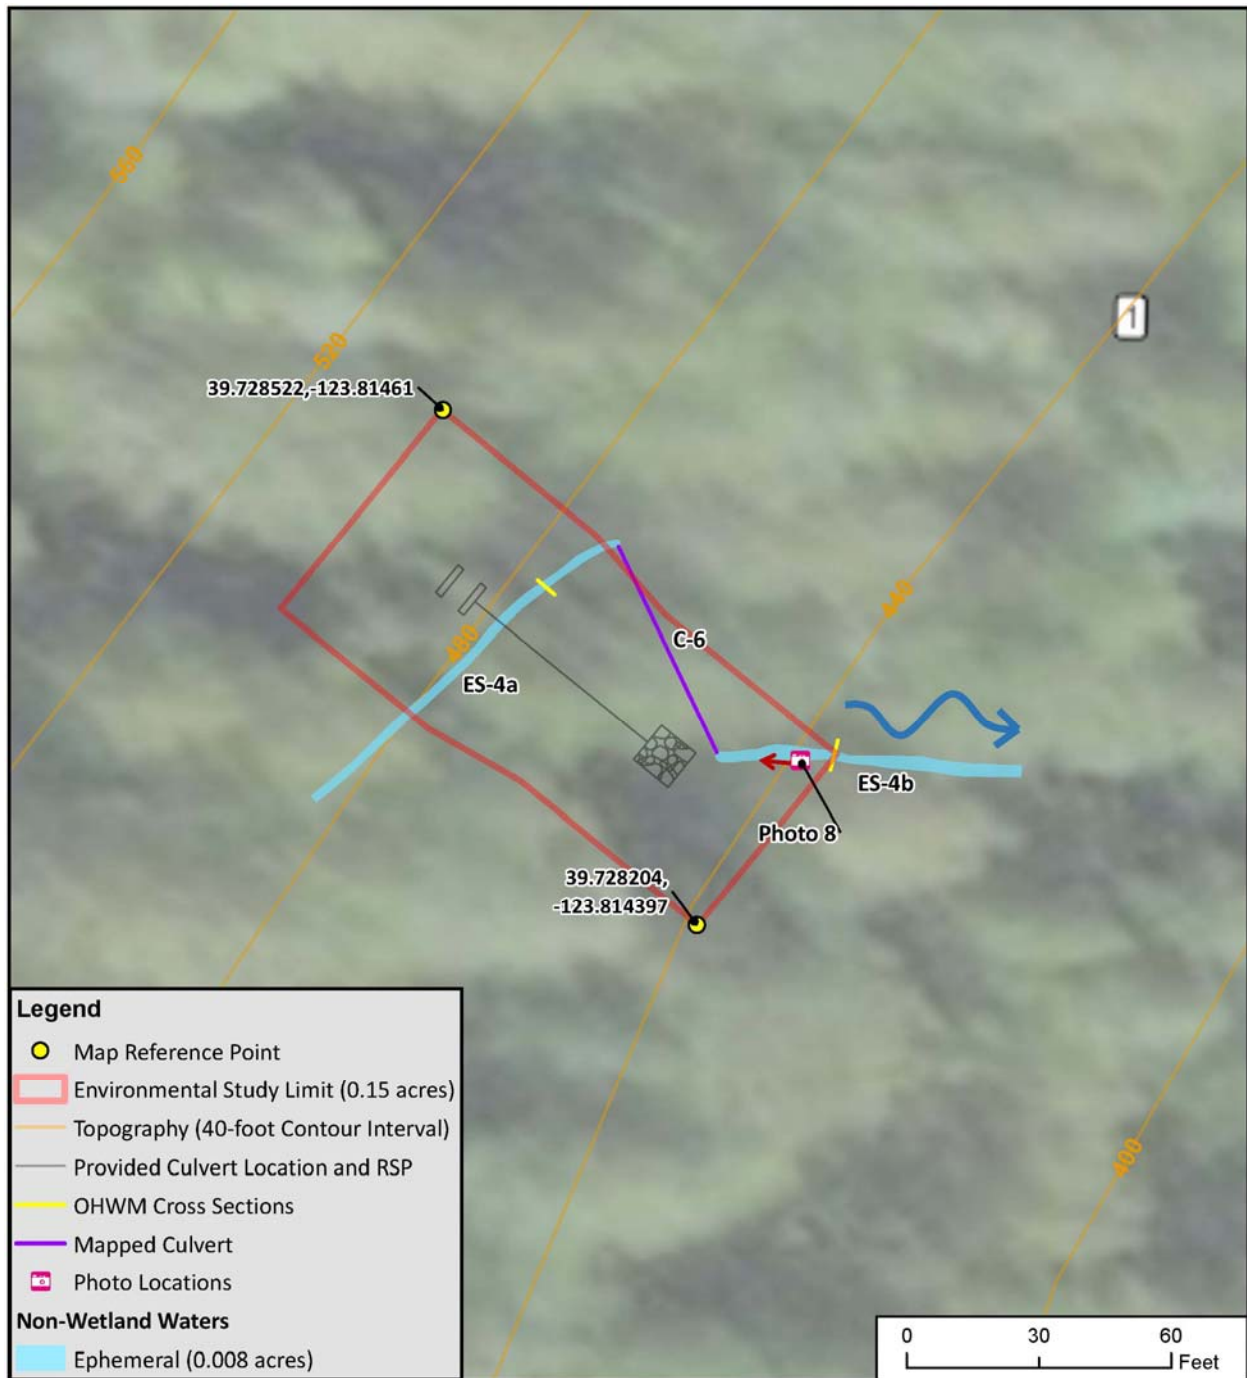 560
520
1
39.728522,-123.81461
440
C-6
480
ES-4a
ES-4b
Photo 8
39.728204,
-123.814397
400
Legend
Map Reference Point
Environmental Study Limit (0.15 acres)
Topography (40-foot Contour Interval)
Provided Culvert Location and RSP
OHWM Cross Sections
Mapped Culvert
Photo Locations
Non-Wetland Waters
Ephemeral (0.008 acres)
0 30 60
Feet